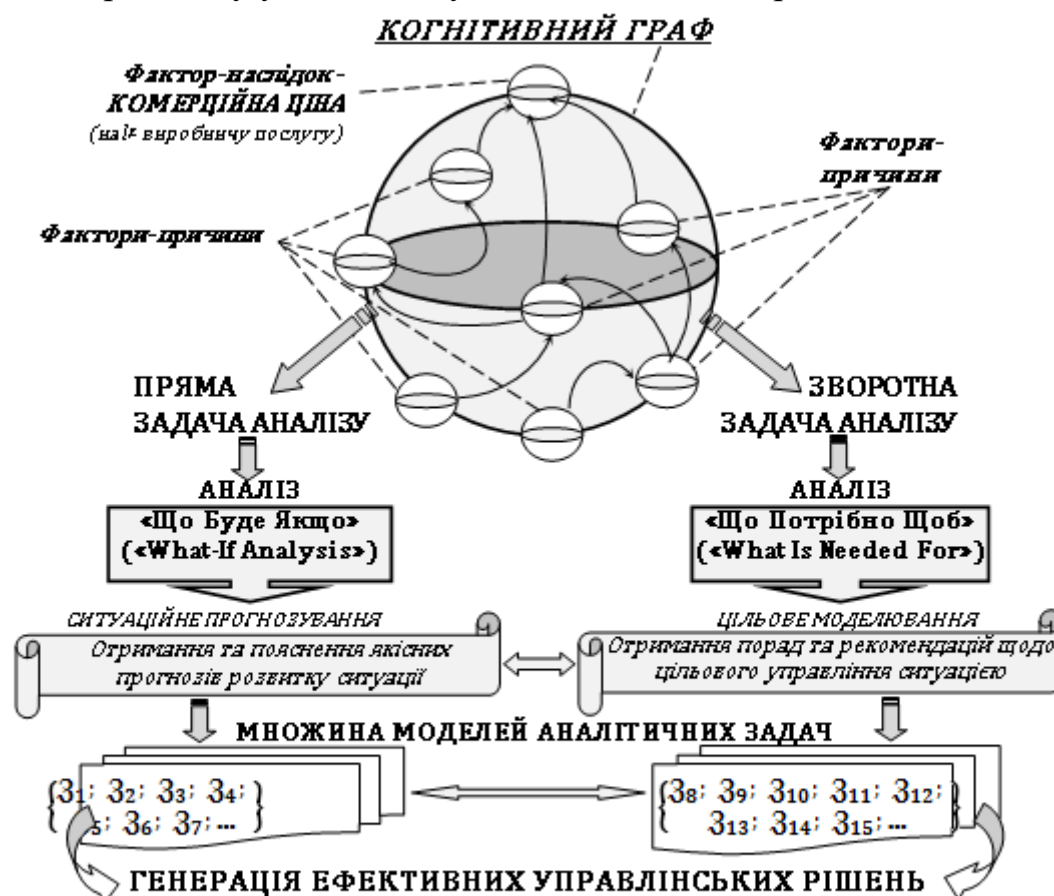 КОГНІТИВНИЙ ГРАФ
Фактор-наслідок-
КОМЕРЦІЙНА ЦІНА
(на 1г виробничу послугу)
Фактори-
причини
Фактори-причини
ПРЯМА
ЗАДАЧА АНАЛІЗУ
ЗВОРОТНА
ЗАДАЧА АНАЛІЗУ
АНАЛІЗ
«Що Буде Якщо»
(«What-If Analysis»)
АНАЛІЗ
«Що Потрібно Щоб»
(«What Is Needed For»)
СИТУАЦІЙНЕ ПРОГНОЗУВАННЯ
Отримання та пояснення якісних
прогнозів розвитку ситуації
ЦІЛЬОВЕ МОДЕЛЮВАННЯ
Отримання порад та рекомендацій щодо
цільового управління ситуацією
МНОЖИНА МОДЕЛЕЙ АНАЛІТИЧНИХ ЗАДАЧ
{З1; З2; З3; З4;
5; З6; З7; ...}
{З8; З9; З10; З11; З12;
З13; З14; З15; ...}
ГЕНЕРАЦІЯ ЕФЕКТИВНИХ УПРАВЛІНСЬКИХ РІШЕНЬ